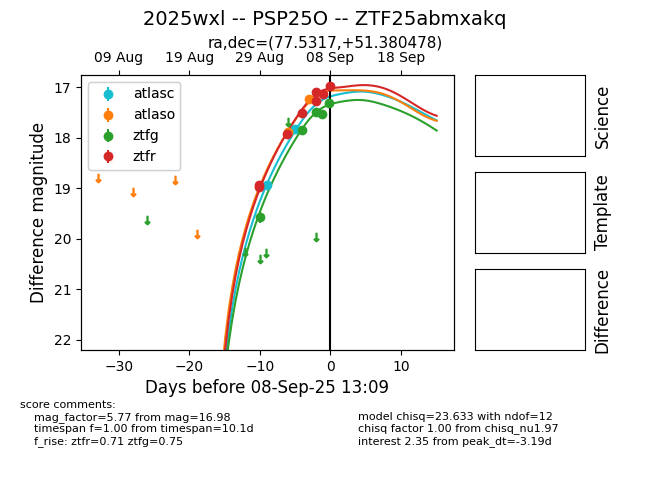 2025wxl -- PSP25O -- ZTF25abmxakq
ra,dec=(77.5317,+51.380478)
09 Aug 19 Aug 29 Aug 08 Sep 18 Sep
atlasc
atlaso
ztfg
ztfr
17
18
19
20
21
22
Difference magnitude
−30 −20 −10 0 10
Days before 08-Sep-25 13:09
Science
Template
Difference
score comments:
mag_factor=5.77 from mag=16.98
timespan f=1.00 from timespan=10.1d
f_rise: ztfr=0.71 ztfg=0.75
model chisq=23.633 with ndof=12
chisq factor 1.00 from chisq_nu1.97
interest 2.35 from peak_dt=-3.19d